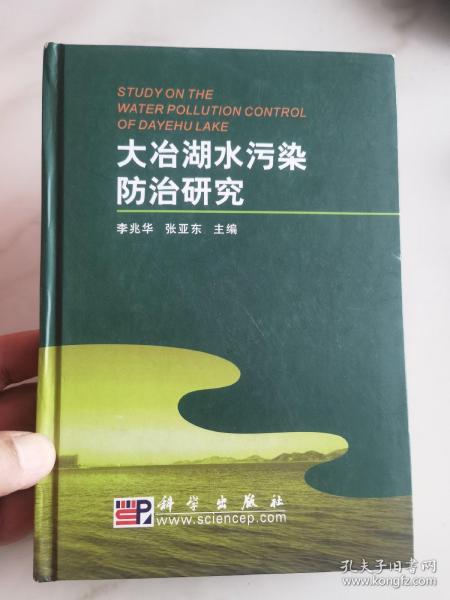 STUDY ON THE
WATER POLLUTION CONTROL
OF DAYEHU LAKE
大冶湖水污染
防治研究
李兆华 张亚东 主编
科学出版社
www.sciencep.com
孔夫子旧书网
kongfz.com